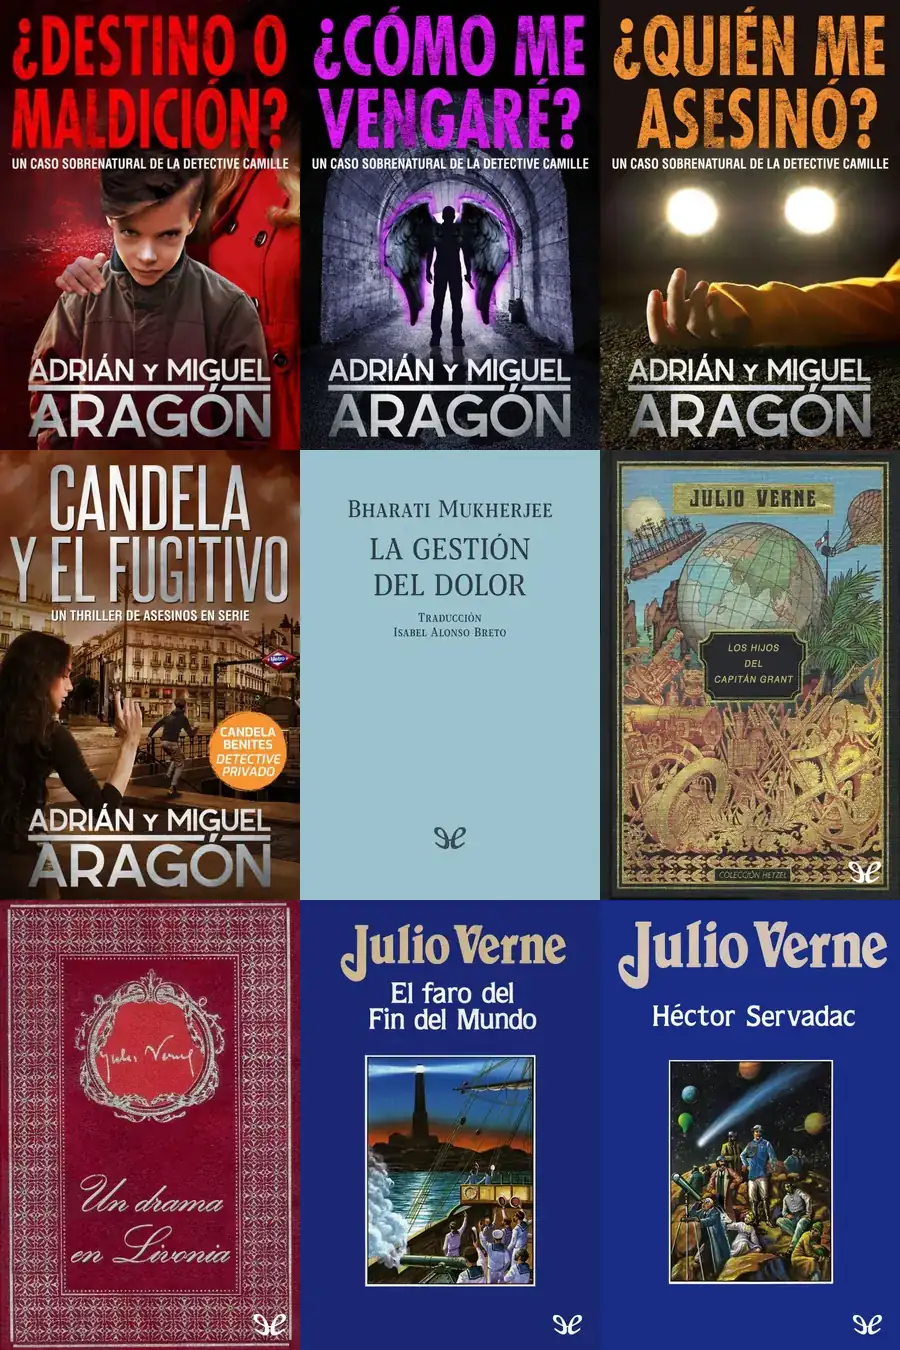 ¿DESTINO O
MALDICIÓN?
UN CASO SOBRENATURAL DE LA DETECTIVE CAMILLE
ADRIÁN Y MIGUEL
ARAGÓN
¿CÓMO ME
VENGARÉ?
UN CASO SOBRENATURAL DE LA DETECTIVE CAMILLE
ADRIÁN Y MIGUEL
ARAGÓN
¿QUIÉN ME
ASESINÓ?
UN CASO SOBRENATURAL DE LA DETECTIVE CAMILLE
ADRIÁN Y MIGUEL
ARAGÓN
CANDELA
Y EL FUGITIVO
UN THRILLER DE ASESINOS EN SERIE
Metro
CANDELA
BENITES
DETECTIVE
PRIVADO
ADRIÁN Y MIGUEL
ARAGÓN
BHARATI MUKHERJEE
LA GESTIÓN
DEL DOLOR
TRADUCCIÓN
ISABEL ALONSO BRETO
JULIO VERNE
LOS HIJOS
DEL
CAPITÁN GRANT
COLECCIÓN HETZEL
Jules Verne
Un drama
en Livonia
Julio Verne
El faro del
Fin del Mundo
Julio Verne
Héctor Servadac